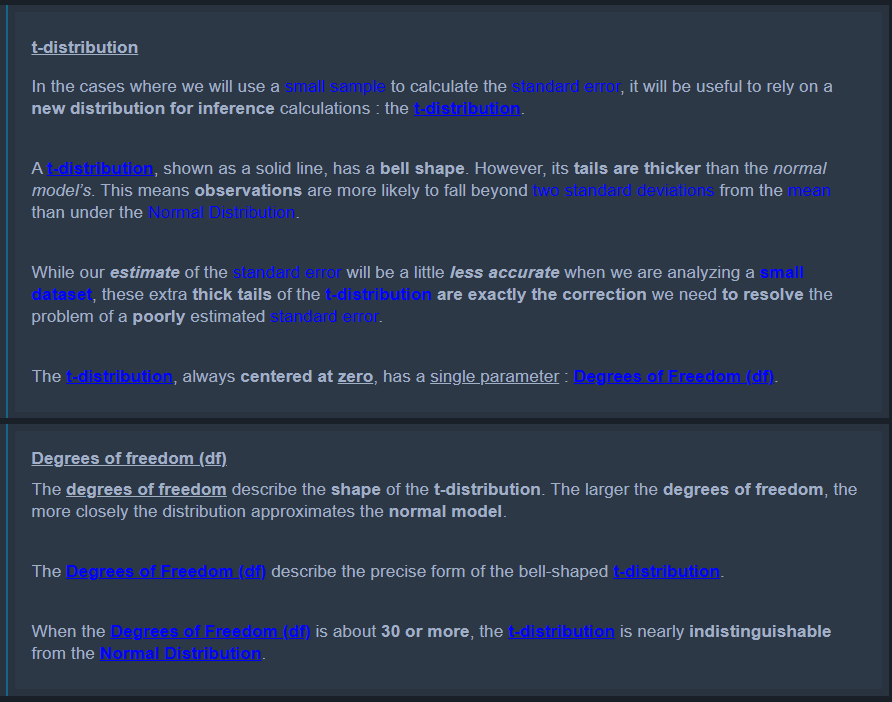 t-distribution
In the cases where we will use a small sample to calculate the standard error, it will be useful to rely on a
new distribution for inference calculations : the t-distribution.
A t-distribution, shown as a solid line, has a bell shape. However, its tails are thicker than the normal
model's. This means observations are more likely to fall beyond two standard deviations from the mean
than under the Normal Distribution.
While our estimate of the standard error will be a little less accurate when we are analyzing a small
dataset, these extra thick tails of the t-distribution are exactly the correction we need to resolve the
problem of a poorly estimated standard error.
The t-distribution, always centered at zero, has a single parameter : Degrees of Freedom (df).
Degrees of freedom (df)
The degrees of freedom describe the shape of the t-distribution. The larger the degrees of freedom, the
more closely the distribution approximates the normal model.
The Degrees of Freedom (df) describe the precise form of the bell-shaped t-distribution.
When the Degrees of Freedom (df) is about 30 or more, the t-distribution is nearly indistinguishable
from the Normal Distribution.